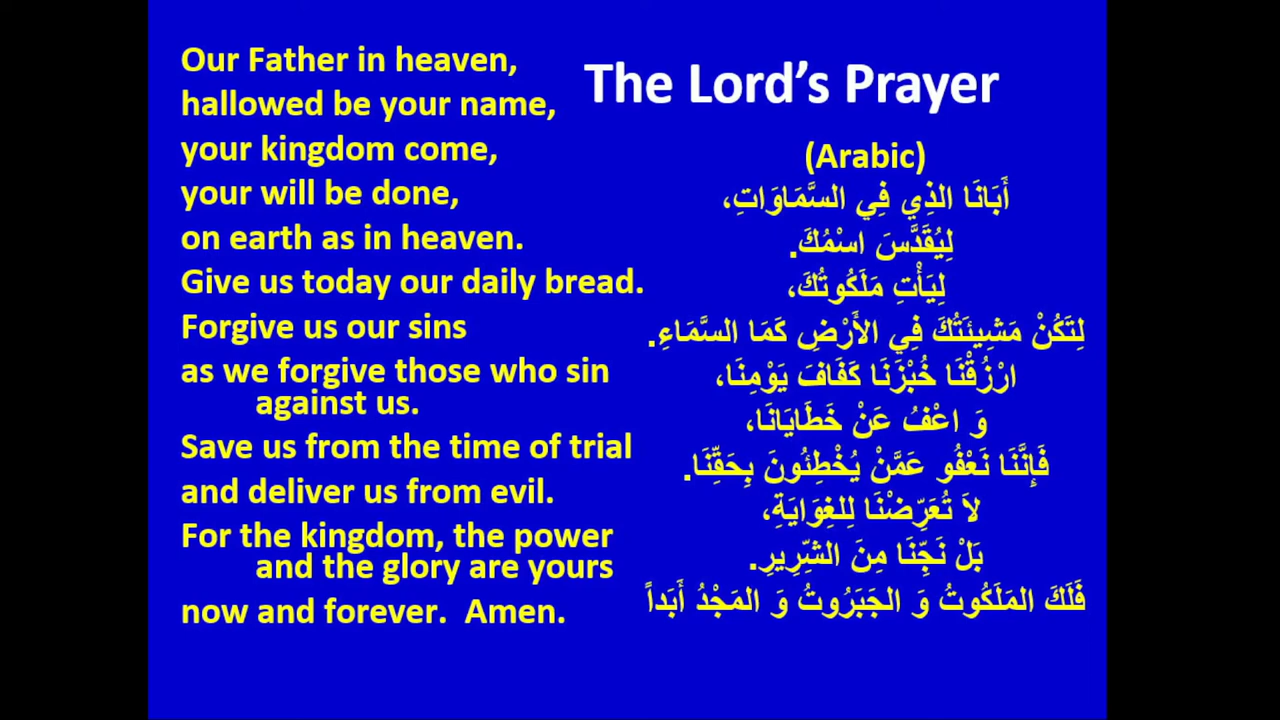 Our Father in heaven,
hallowed be your name,
your kingdom come,
your will be done,
on earth as in heaven.
Give us today our daily bread.
Forgive us our sins
as we forgive those who sin
against us.
Save us from the time of trial
and deliver us from evil.
For the kingdom, the power
and the glory are yours
now and forever. Amen.
The Lord's Prayer
(Arabic)
أَبَانَا الذِي فِي السَّمَاوَاتِ،
لِيُقَدَّسَ اسْمُكَ.
لِيَأْتِ مَلَكُوتُكَ،
لِتَكُنْ مَشِيئَتُكَ فِي الأَرْضِ كَمَا السَّمَاءِ.
ارْزُقْنَا خُبْزَنَا كَفَافَ يَوْمِنَا،
وَ اعْفُ عَنْ خَطَايَانَا،
فَإِنَّنَا نَعْفُو عَمَّنْ يُخْطِئُونَ بِحَقِّنَا.
لاَ تُعَرِّضْنَا لِلغِوَايَةِ،
بَلْ نَجِّنَا مِنَ الشِّرِيرِ.
فَلَكَ المَلَكُوتُ وَ الجَبَرُوتُ وَ المَجْدُ أَبَداً